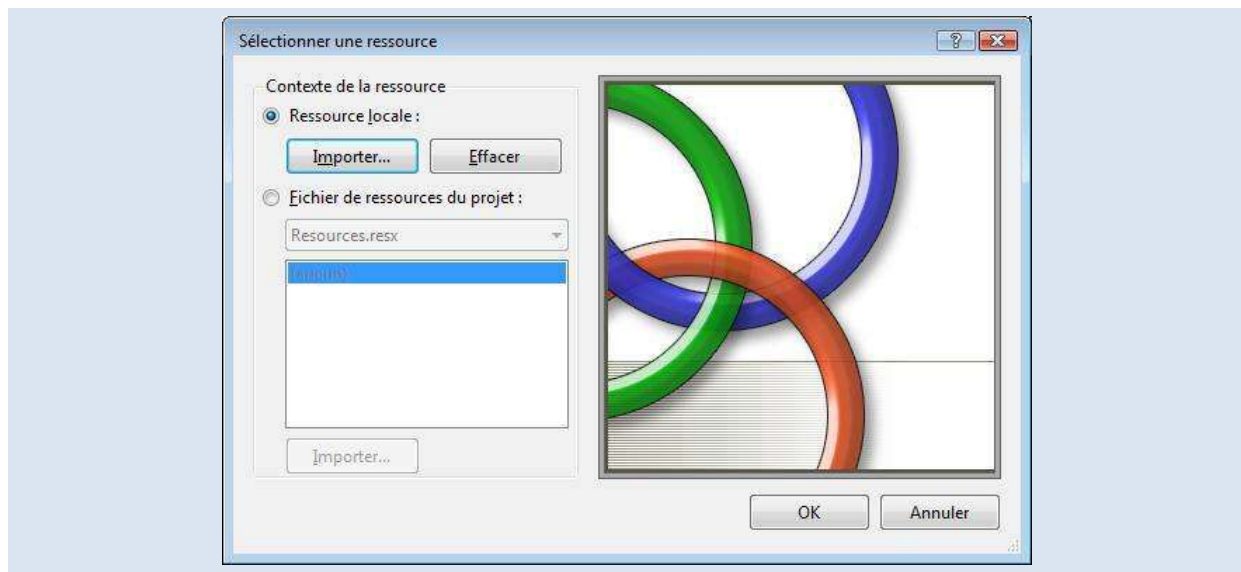 Sélectionner une ressource
?
Contexte de la ressource
Ressource locale :
Importer...
Effacer
Fichier de ressources du projet :
Resources.resx
(aucun)
Importer...
OK
Annuler